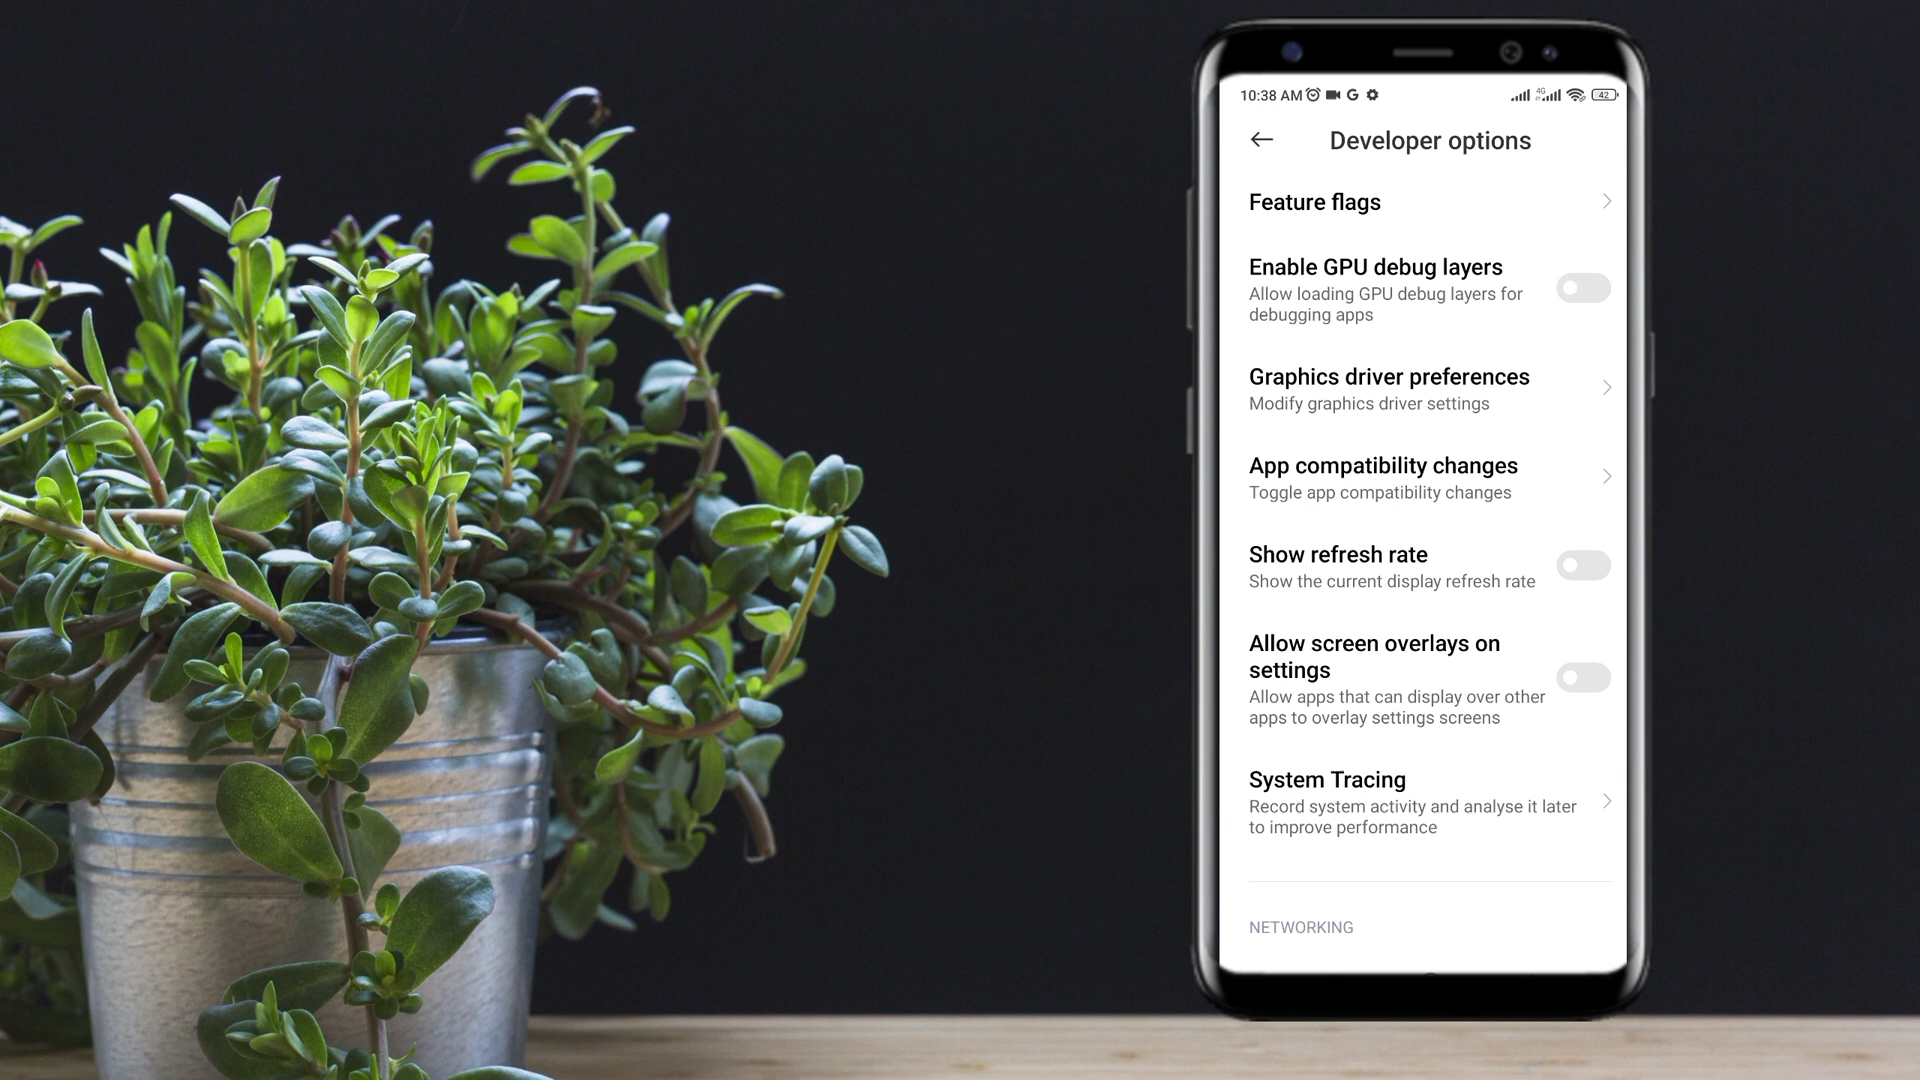 10:38 AM G 4G 42
Developer options
Feature flags
Enable GPU debug layers
Allow loading GPU debug layers for
debugging apps
Graphics driver preferences
Modify graphics driver settings
App compatibility changes
Toggle app compatibility changes
Show refresh rate
Show the current display refresh rate
Allow screen overlays on
settings
Allow apps that can display over other
apps to overlay settings screens
System Tracing
Record system activity and analyse it later
to improve performance
NETWORKING